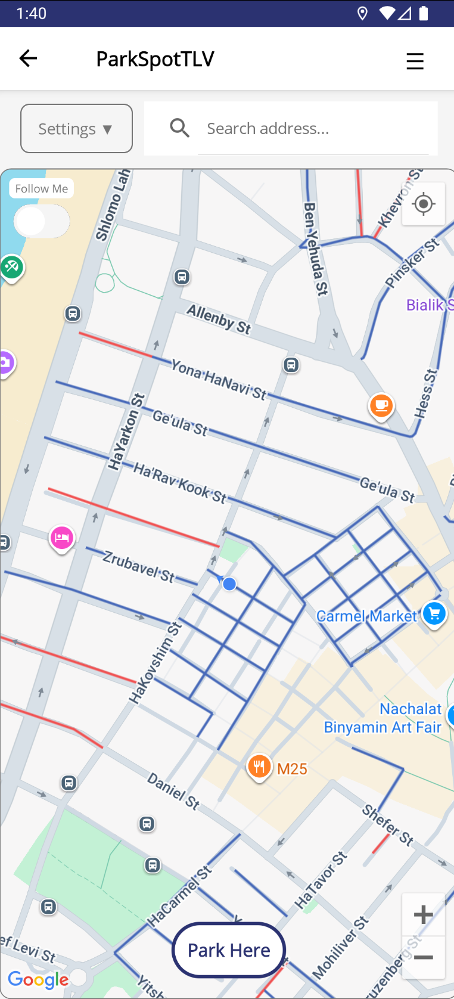 1:40
ParkSpotTLV
Settings ▼
Search address...
Follow Me
Shlomo Lah
Ben Yehuda St
Khevron St
Pinsker St
Bialik S
Allenby St
Yona HaNavi St
Hess St
HaYarkon St
Ge'ula St
Ge'ula St
Ha'Rav Kook St
Zrubavel St
Carmel Market
HaKovshim St
Nachalat
Binyamin Art Fair
M25
Daniel St
Shefer St
HaCarmel St
HaTavor St
Mohiliver St
ef Levi St
Park Here
uzenberg St
Google
Yitsh